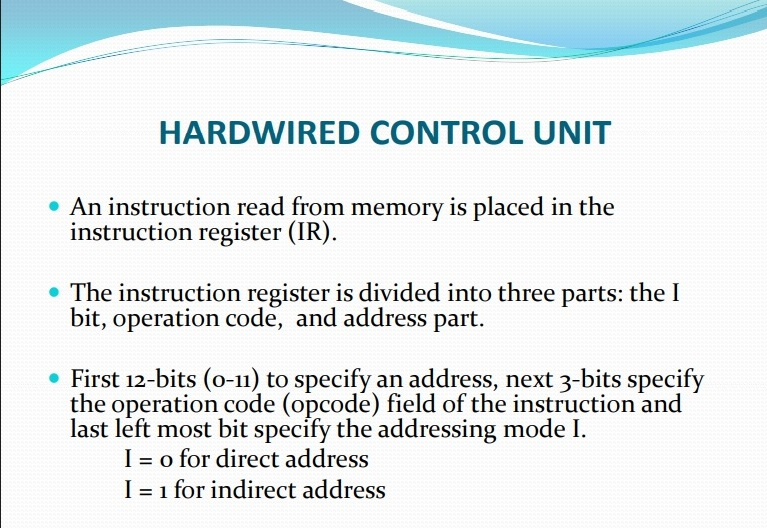 HARDWIRED CONTROL UNIT
• An instruction read from memory is placed in the
instruction register (IR).
• The instruction register is divided into three parts: the I
bit, operation code,  and address part.
• First 12-bits (0-11) to specify an address, next 3-bits specify
the operation code (opcode) field of the instruction and
last left most bit specify the addressing mode I.
I = 0 for direct address
I = 1 for indirect address